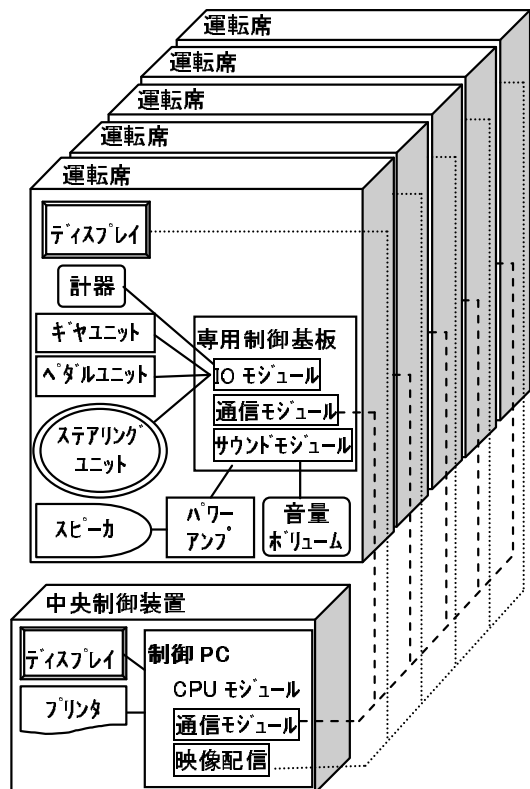 運転席
運転席
運転席
運転席
運転席
ディスプレイ
計器
ギヤユニット
ペダルユニット
ステアリング
ユニット
スピーカ
専用制御基板
IO モジュール
通信モジュール
サウンドモジュール
パワー
アンプ
音量
ボリューム
中央制御装置
ディスプレイ
プリンタ
制御 PC
CPU モジュール
通信モジュール
映像配信